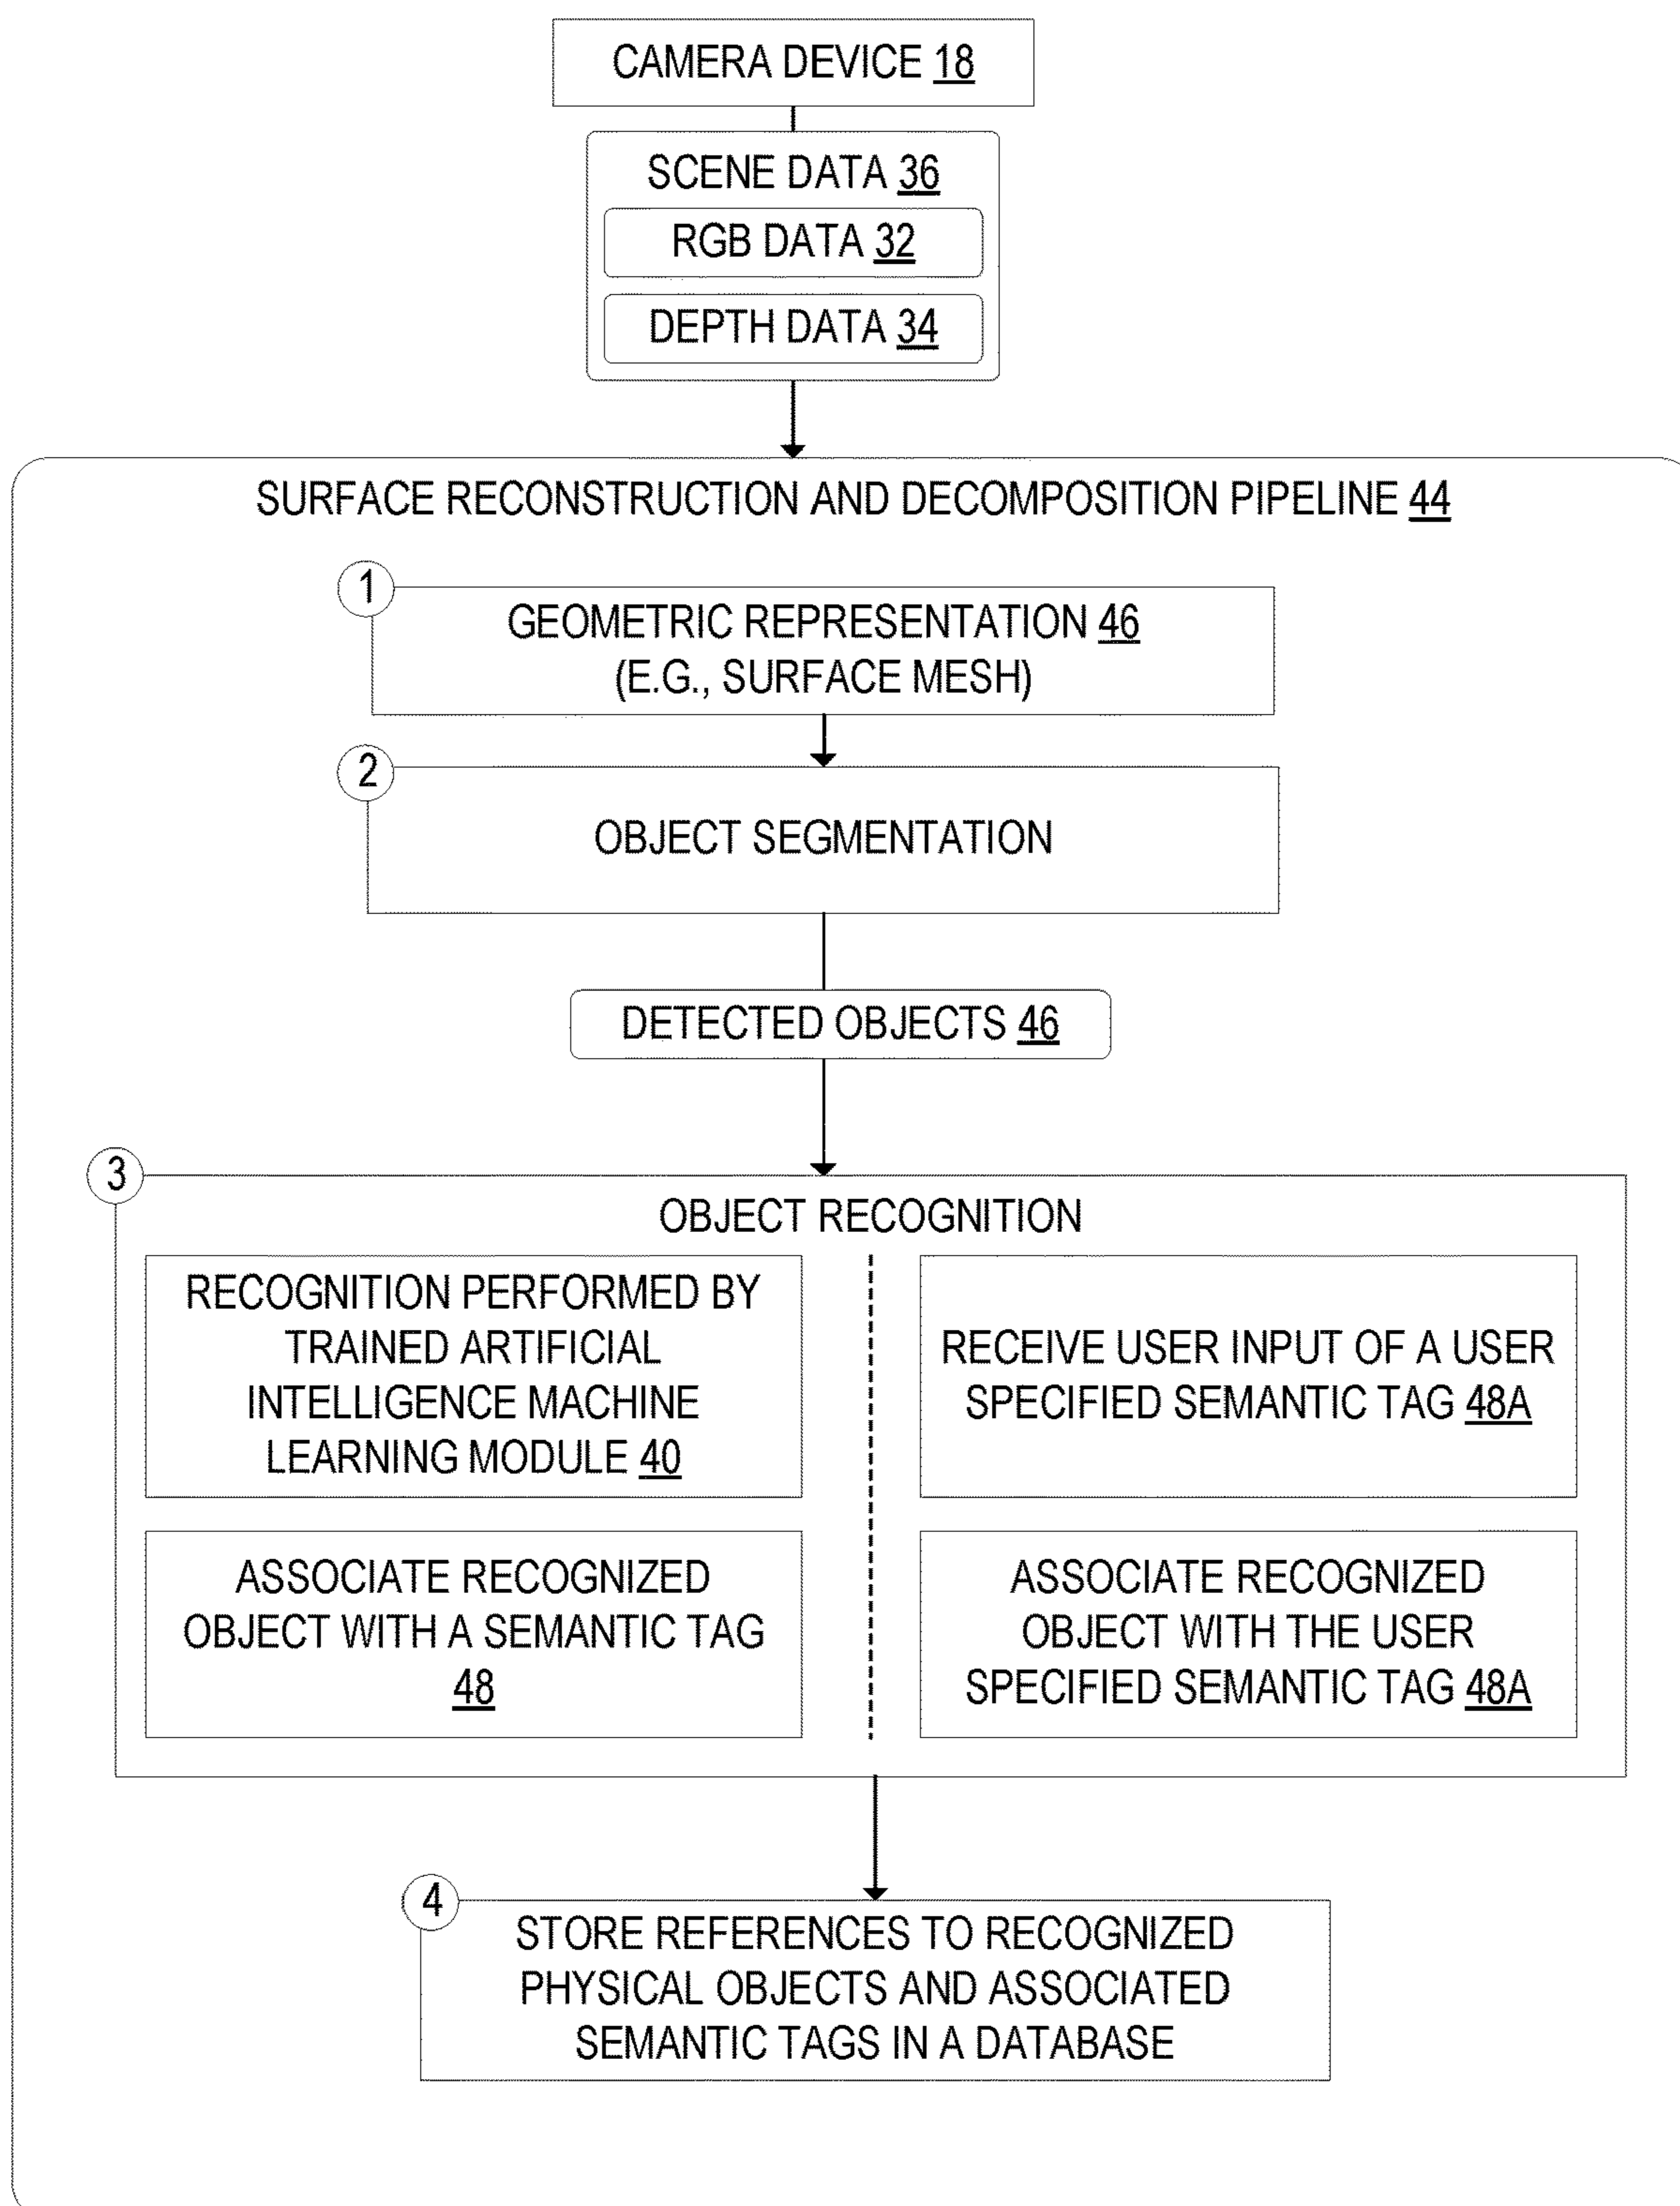 CAMERA DEVICE 18
SCENE DATA 36
RGB DATA 32
DEPTH DATA 34
SURFACE RECONSTRUCTION AND DECOMPOSITION PIPELINE 44
1
GEOMETRIC REPRESENTATION 46
(E.G., SURFACE MESH)
2
OBJECT SEGMENTATION
DETECTED OBJECTS 46
3
OBJECT RECOGNITION
RECOGNITION PERFORMED BY
TRAINED ARTIFICIAL
INTELLIGENCE MACHINE
LEARNING MODULE 40
RECEIVE USER INPUT OF A USER
SPECIFIED SEMANTIC TAG 48A
ASSOCIATE RECOGNIZED
OBJECT WITH A SEMANTIC TAG
48
ASSOCIATE RECOGNIZED
OBJECT WITH THE USER
SPECIFIED SEMANTIC TAG 48A
4
STORE REFERENCES TO RECOGNIZED
PHYSICAL OBJECTS AND ASSOCIATED
SEMANTIC TAGS IN A DATABASE